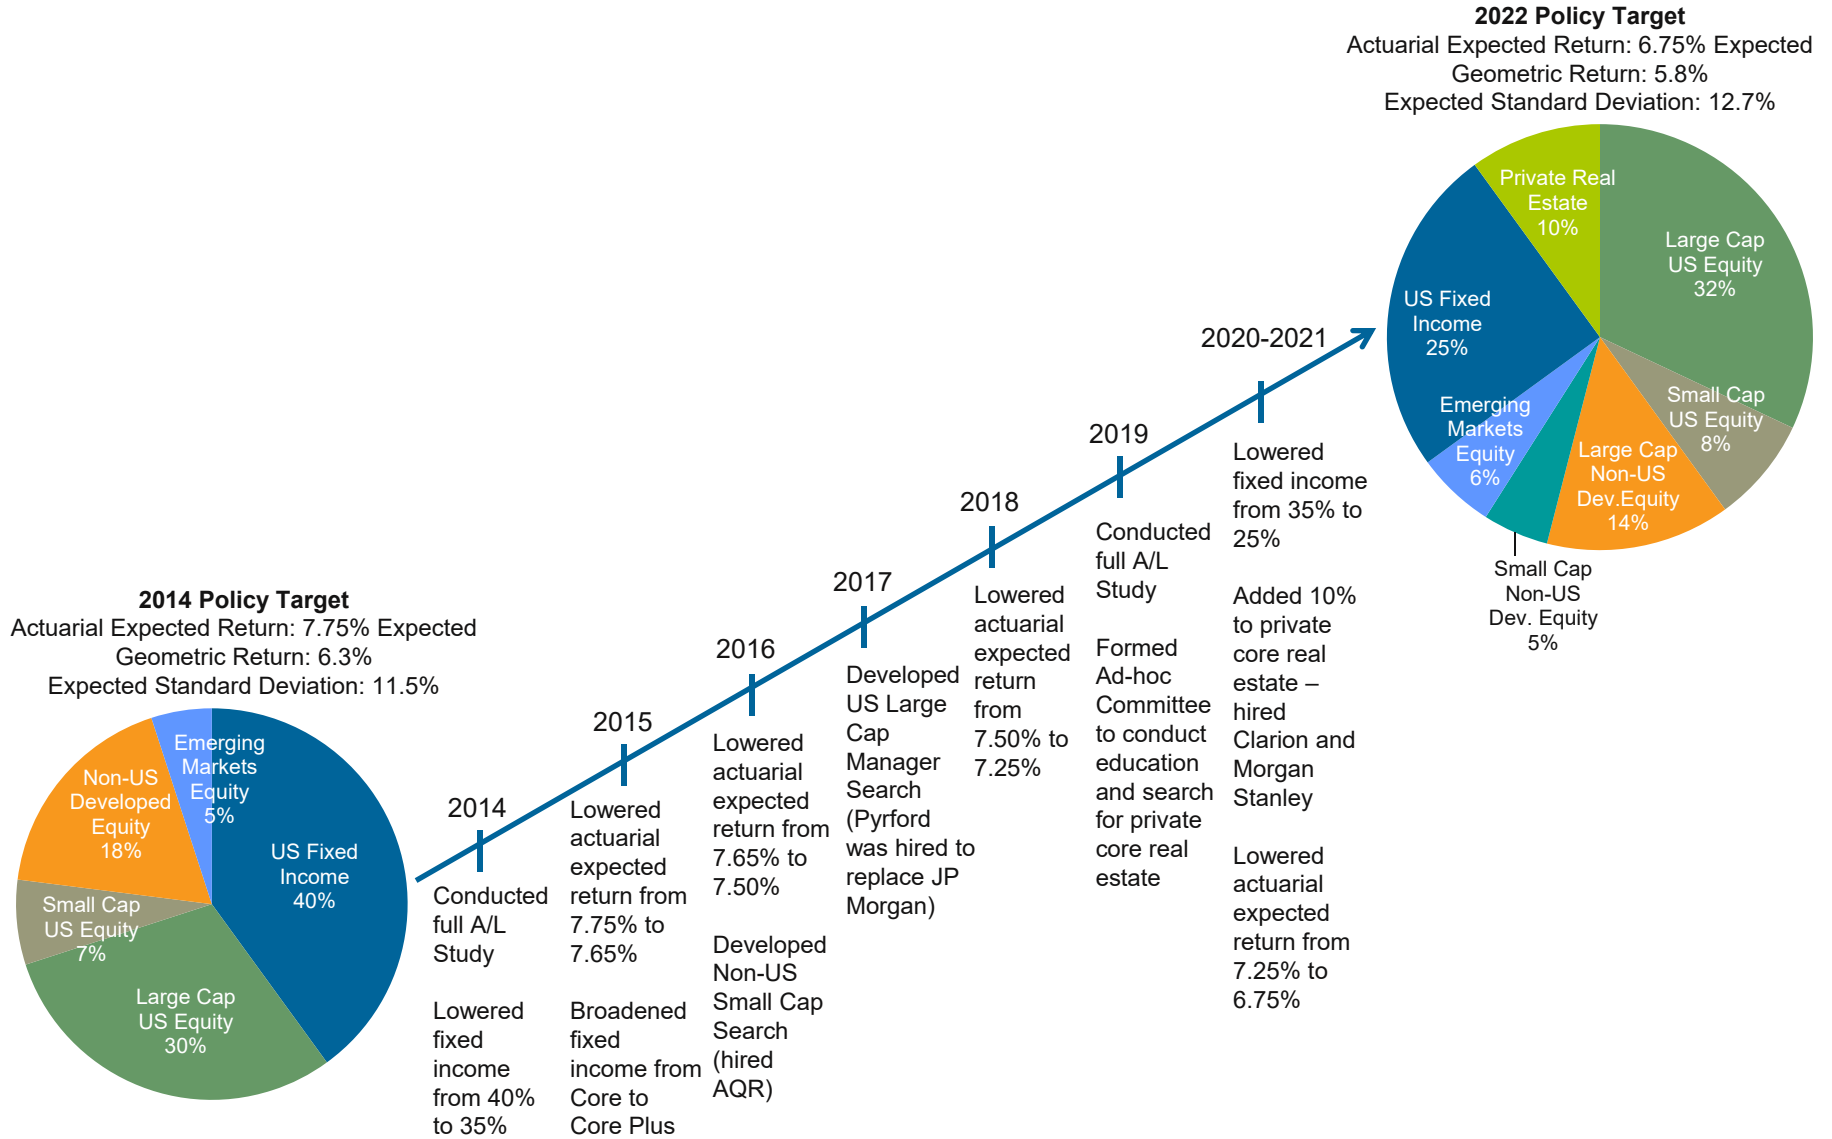 2022 Policy Target
Actuarial Expected Return: 6.75% Expected
Geometric Return: 5.8%
Expected Standard Deviation: 12.7%
Private Real
Estate
10%
Large Cap
US Equity
32%
US Fixed
Income
25%
Emerging
Markets
Equity
6%
Small Cap
US Equity
8%
Large Cap
Non-US
Dev.Equity
14%
Small Cap
Non-US
Dev. Equity
5%
2014 Policy Target
Actuarial Expected Return: 7.75% Expected
Geometric Return: 6.3%
Expected Standard Deviation: 11.5%
Emerging
Markets
Equity
5%
Non-US
Developed
Equity
18%
US Fixed
Income
40%
Small Cap
US Equity
7%
Large Cap
US Equity
30%
2014
Conducted
full A/L
Study
Lowered
fixed
income
from 40%
to 35%
2015
Lowered
actuarial
expected
return from
7.75% to
7.65%
Broadened
fixed
income from
Core to
Core Plus
2016
Lowered
actuarial
expected
return from
7.65% to
7.50%
Developed
Non-US
Small Cap
Search
(hired
AQR)
2017
Developed
US Large
Cap
Manager
Search
(Pyrford
was hired to
replace JP
Morgan)
2018
Lowered
actuarial
expected
return
from
7.50% to
7.25%
2019
Conducted
full A/L
Study
Formed
Ad-hoc
Committee
to conduct
education
and search
for private
core real
estate
2020-2021
Lowered
fixed income
from 35% to
25%
Added 10%
to private
core real
estate –
hired
Clarion and
Morgan
Stanley
Lowered
actuarial
expected
return from
7.25% to
6.75%